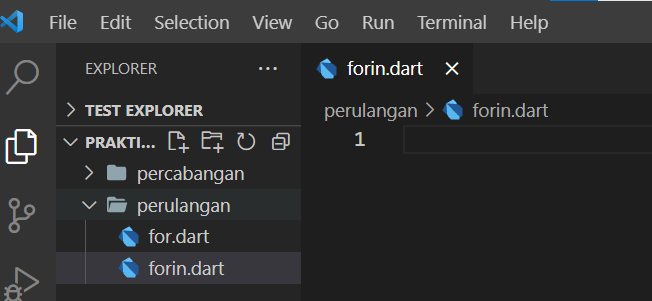 File Edit Selection View Go Run Terminal Help
EXPLORER ...
TEST EXPLORER
PRAKTI...
percabangan
perulangan
for.dart
forin.dart
forin.dart
perulangan > forin.dart
1